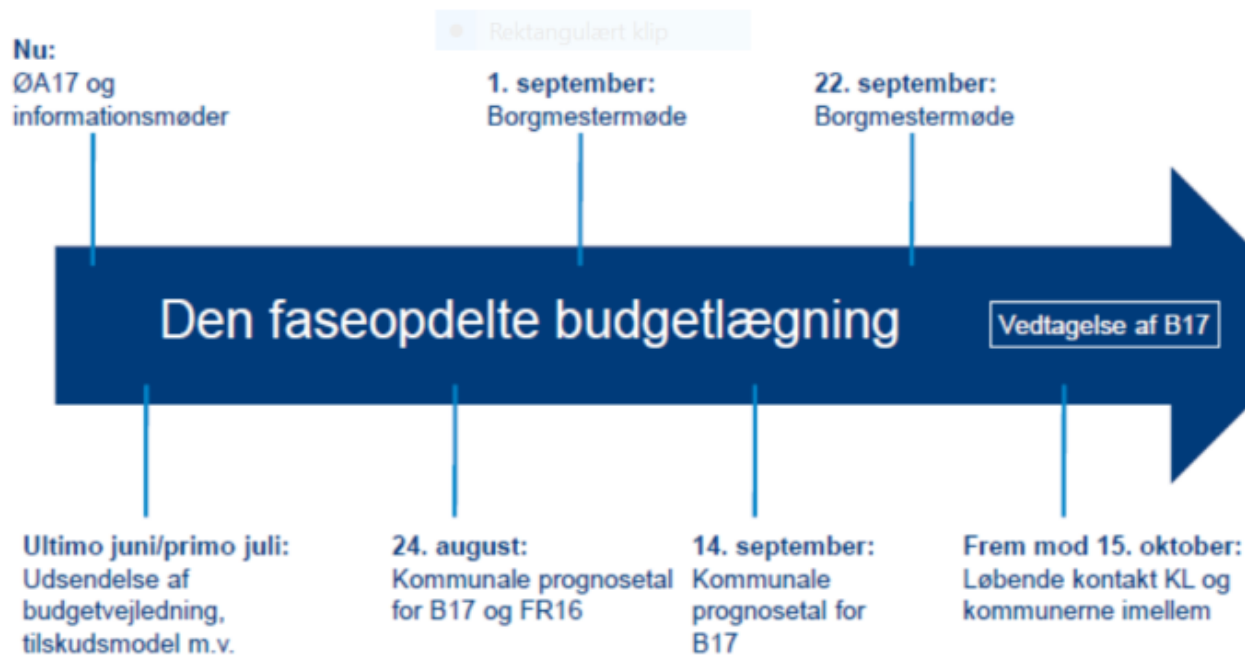 Rektangulært klip
Nu:
ØA17 og
informationsmøder
1. september:
Borgmestermøde
22. september:
Borgmestermøde
Den faseopdelte budgetlægning
Vedtagelse af B17
Ultimo juni/primo juli:
Udsendelse af
budgetvejledning,
tilskudsmodel m.v.
24. august:
Kommunale prognosetal
for B17 og FR16
14. september:
Kommunale
prognosetal for
B17
Frem mod 15. oktober:
Løbende kontakt KL og
kommunerne imellem